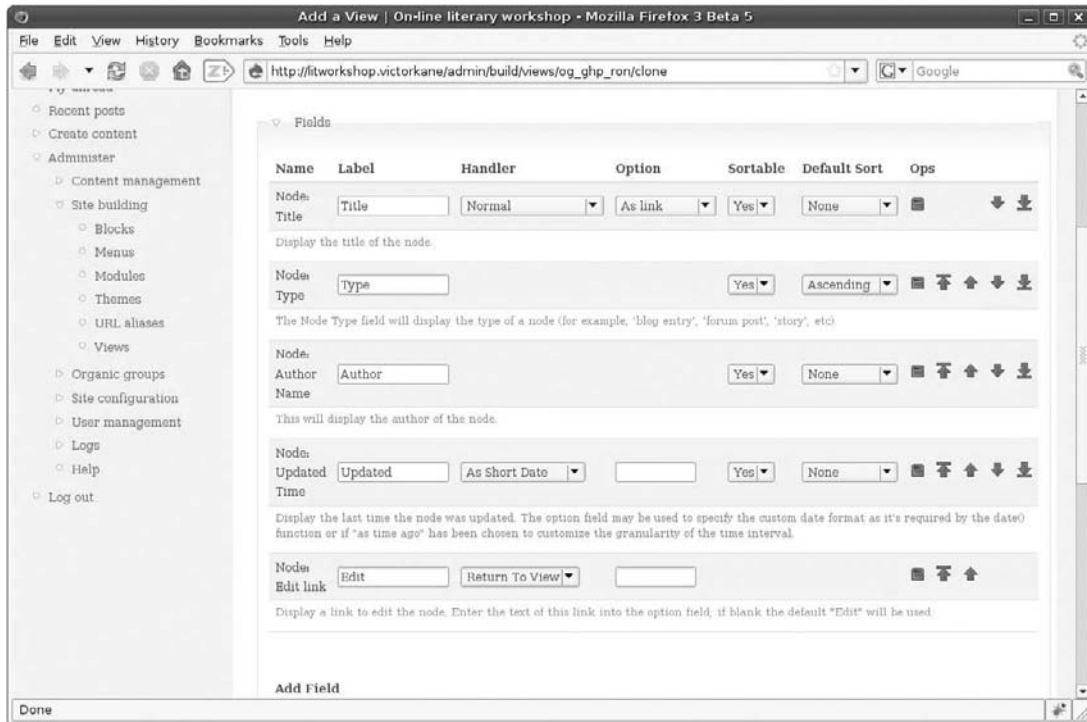 Add a View | On-line literary workshop - Mozilla Firefox 3 Beta 5
File Edit View History Bookmarks Tools Help
http://litworkshop.victorkane/admin/build/views/og_ghp_ron/clone
Google
Recent posts
Create content
Administer
Content management
Site building
Blocks
Menus
Modules
Themes
URL aliases
Views
Organic groups
Site configuration
User management
Logs
Help
Log out
Fields
Name Label Handler Option Sortable Default Sort Ops
Node: Title Title Normal As link Yes None
Display the title of the node.
Node: Type Type Yes Ascending
The Node Type field will display the type of a node (for example, 'blog entry', 'forum post', 'story', etc)
Node: Author Name Author Yes None
This will display the author of the node.
Node: Updated Time Updated As Short Date Yes None
Display the last time the node was updated. The option field may be used to specify the custom date format as it's required by the date()
function or if "as time ago" has been chosen to customize the granularity of the time interval.
Node: Edit link Edit Return To View
Display a link to edit the node. Enter the text of this link into the option field; if blank the default "Edit" will be used.
Add Field
Done